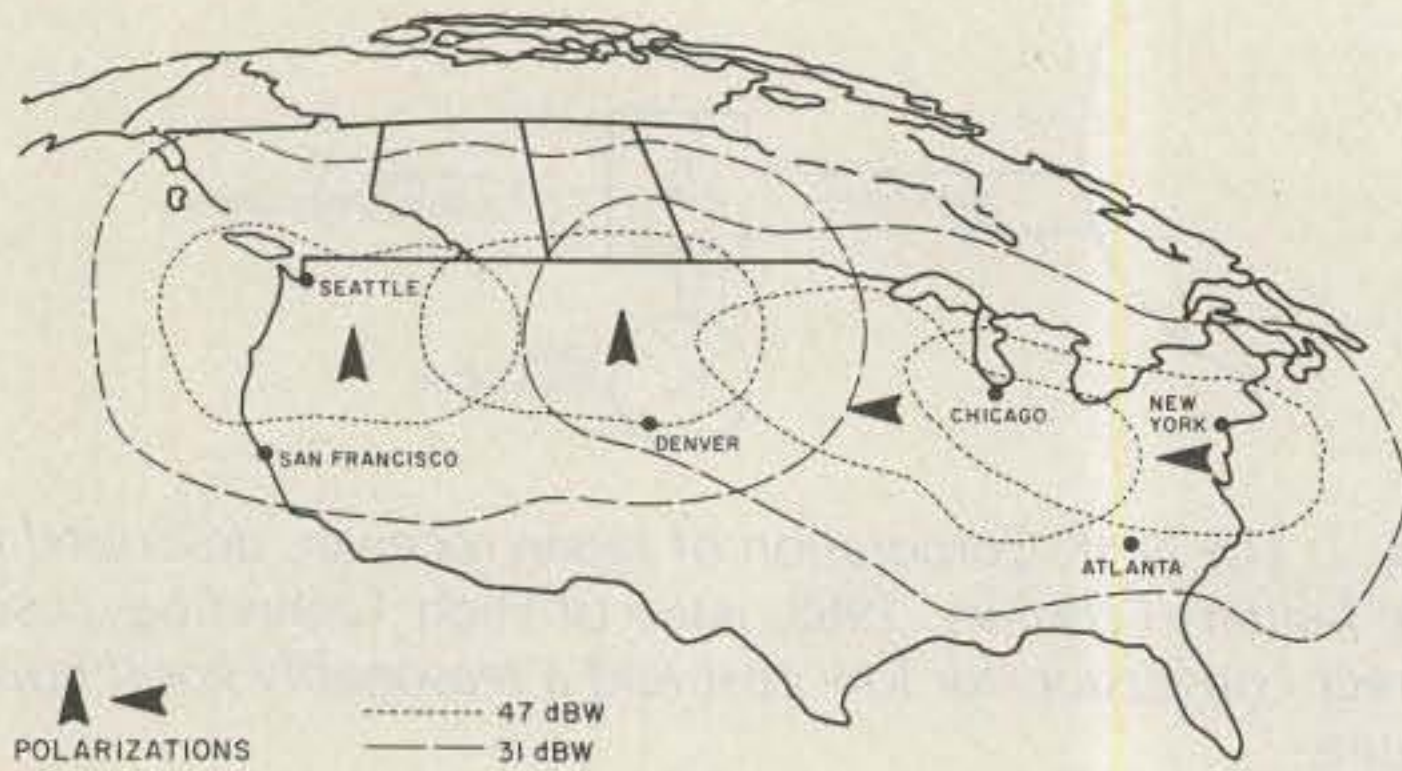 SEATTLE
SAN FRANCISCO
DENVER
CHICAGO
NEW
YORK
ATLANTA
POLARIZATIONS
47 dBW
31 dBW